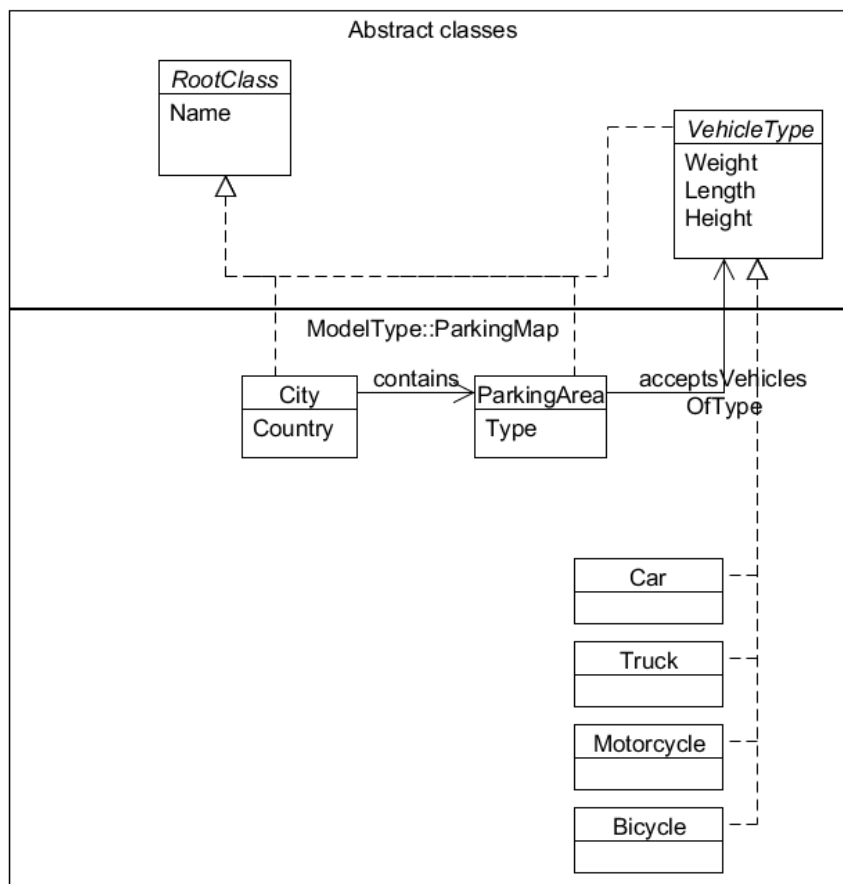 Abstract classes
RootClass
Name
VehicleType
Weight
Length
Height
ModelType::ParkingMap
City
Country
contains
ParkingArea
Type
acceptsVehicles
OfType
Car
Truck
Motorcycle
Bicycle